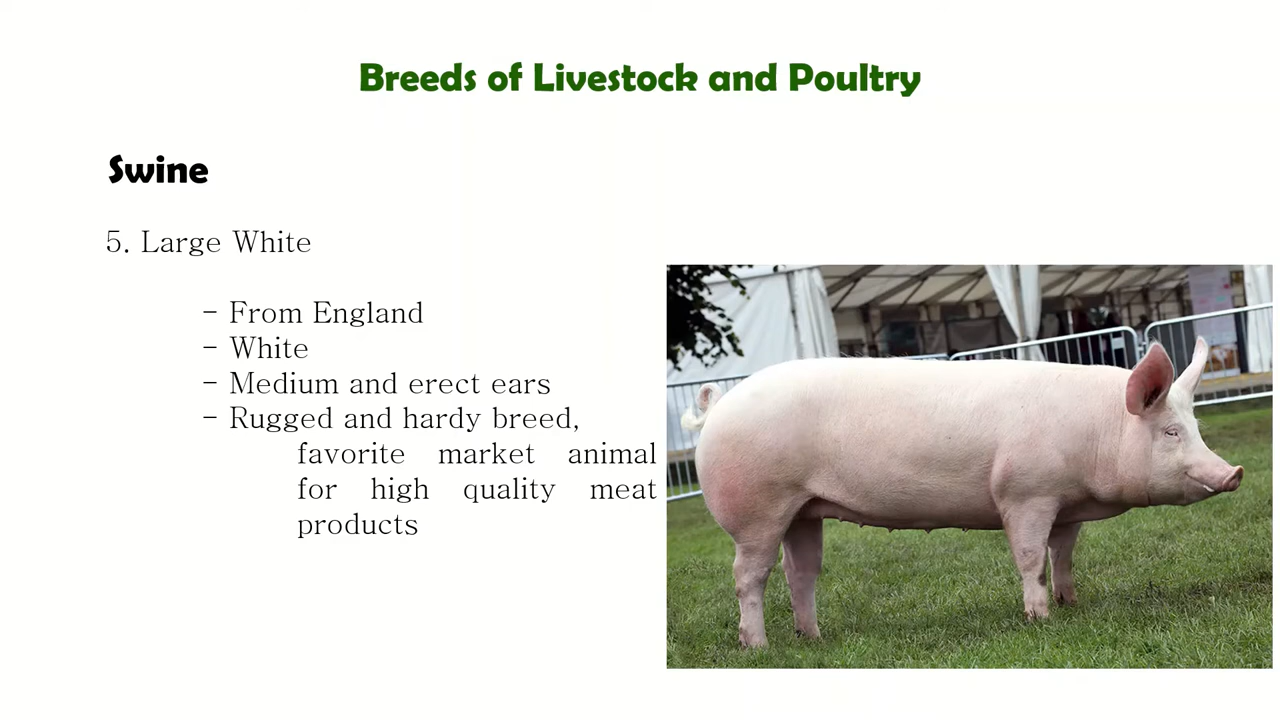 Breeds of Livestock and Poultry
Swine
5. Large White
- From England
- White
- Medium and erect ears
- Rugged and hardy breed,
favorite market animal
for high quality meat
products